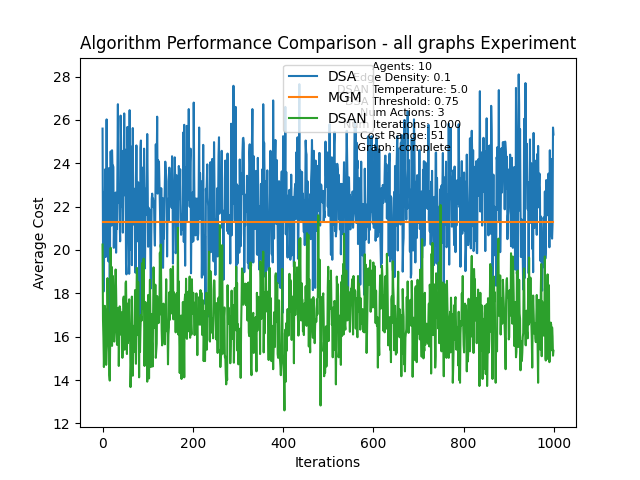 Algorithm Performance Comparison - all graphs Experiment
Agents: 10
Edge Density: 0.1
DSAN Temperature: 5.0
Threshold: 0.75
Num Actions: 3
Num Iterations: 1000
Cost Range: 51
Graph: complete
DSA
MGM
DSAN
28
26
24
22
20
18
16
14
12
Average Cost
0
200
400
600
800
1000
Iterations